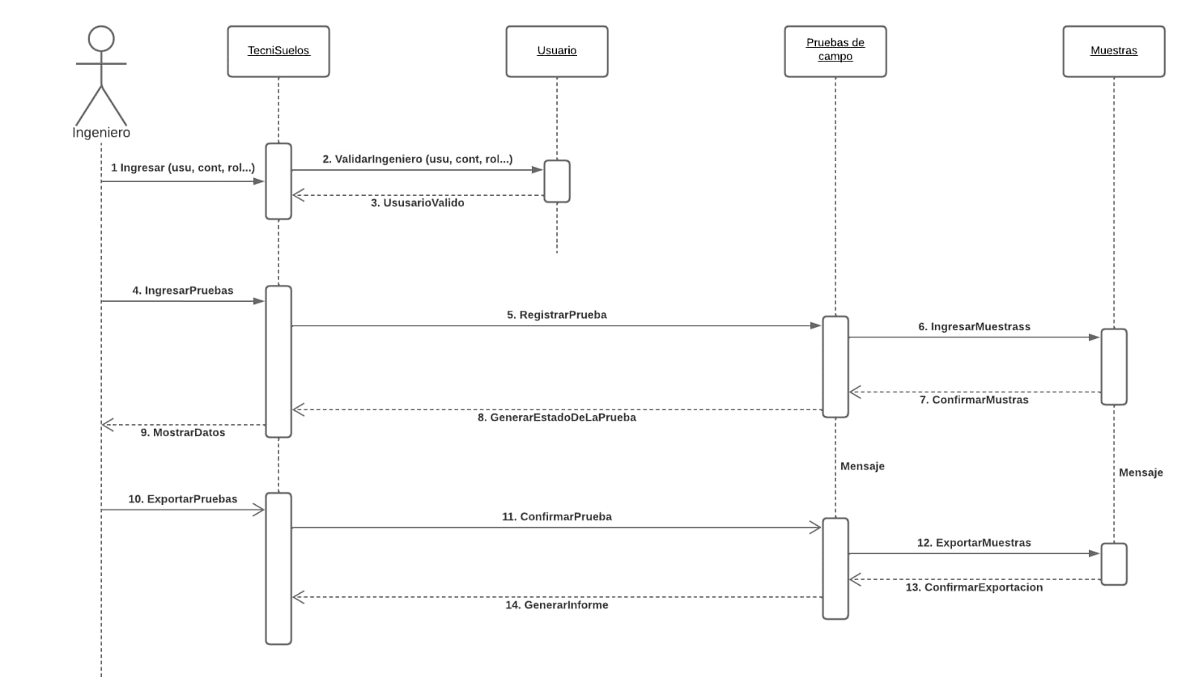 TecniSuelos
Usuario
Pruebas de
campo
Muestras
Ingeniero
1 Ingresar (usu, cont, rol...)
2. ValidarIngeniero (usu, cont, rol...)
3. UsusarioValido
4. IngresarPruebas
5. RegistrarPrueba
6. IngresarMuestrass
7. ConfirmarMustras
8. GenerarEstadoDeLaPrueba
9. MostrarDatos
Mensaje
Mensaje
10. ExportarPruebas
11. ConfirmarPrueba
12. ExportarMuestras
13. ConfirmarExportacion
14. GenerarInforme